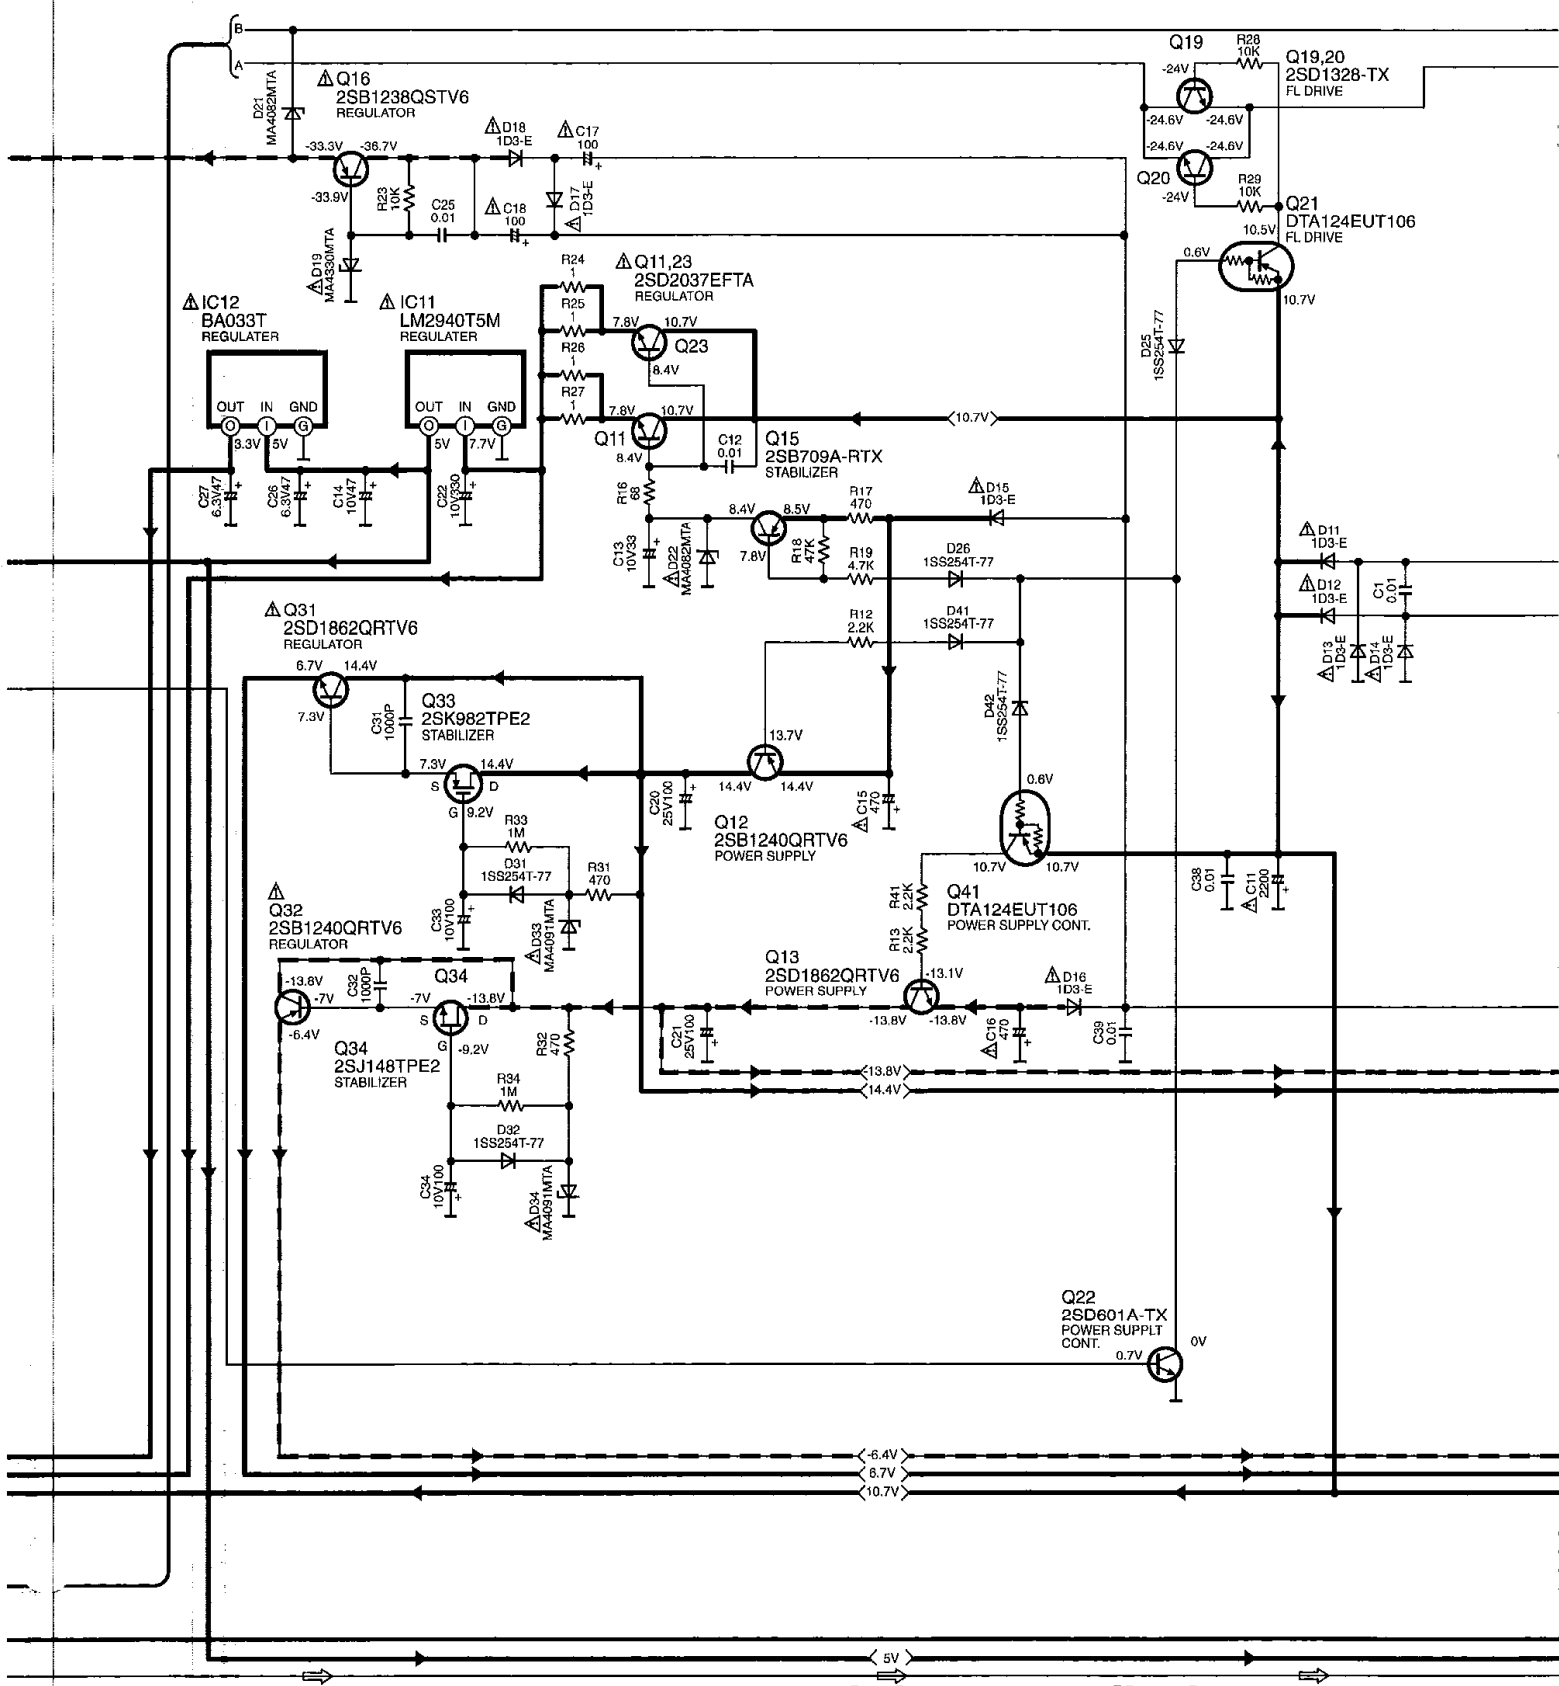 B
A
Q16
2SB1238QSTV6
REGULATOR
D21
MA4082MTA
-33.3V
-36.7V
-33.9V
R23
10K
C25
0.01
D18
1D3-E
C17
100
+
C18
100
+
D17
1D3-E
D19
MA4330MTA
Q19
-24V
R28
10K
Q19,20
2SD1328-TX
FL DRIVE
-24.6V
-24.6V
-24.6V
-24.6V
Q20
-24V
R29
10K
Q21
DTA124EUT106
FL DRIVE
10.5V
0.6V
10.7V
D25
1SS254T-77
IC12
BA033T
REGULATER
OUT IN GND
O I G
3.3V 5V
IC11
LM2940T5M
REGULATER
OUT IN GND
O I G
5V 7.7V
C27
6.3V47
+
C26
6.3V47
+
C14
10V47
+
C22
10V330
+
R24
1
R25
1
R26
1
R27
1
Q11,23
2SD2037EFTA
REGULATOR
7.8V
10.7V
Q23
8.4V
7.8V
10.7V
Q11
8.4V
C12
0.01
10.7V
Q15
2SB709A-RTX
STABILIZER
R16
68
8.4V
8.5V
7.8V
R17
470
D15
1D3-E
C13
10V33
+
D22
MA4082MTA
R18
47K
R19
4.7K
D26
1SS254T-77
R12
2.2K
D41
1SS254T-77
D11
1D3-E
D12
1D3-E
C1
0.01
D13
1D3-E
D14
1D3-E
Q31
2SD1862QRTV6
REGULATOR
6.7V
14.4V
7.3V
C31
1000P
Q33
2SK982TPE2
STABILIZER
7.3V
14.4V
S
D
G
9.2V
D42
1SS254T-77
13.7V
14.4V
14.4V
C20
25V100
+
Q12
2SB1240QRTV6
POWER SUPPLY
C15
470
+
0.6V
10.7V
10.7V
Q41
DTA124EUT106
POWER SUPPLY CONT.
C38
0.01
C11
2200
+
R33
1M
D31
1SS254T-77
R31
470
C33
10V100
+
D33
MA4091MTA
R41
2.2K
R13
2.2K
Q32
2SB1240QRTV6
REGULATOR
-13.8V
-7V
-6.4V
C32
1000P
Q34
-7V
-13.8V
S
D
G
-9.2V
Q34
2SJ148TPE2
STABILIZER
R32
470
Q13
2SD1862QRTV6
POWER SUPPLY
-13.1V
-13.8V
-13.8V
C21
25V100
+
D16
1D3-E
C16
470
+
C39
0.01
-13.8V
14.4V
R34
1M
D32
1SS254T-77
C34
10V100
+
D34
MA4091MTA
Q22
2SD601A-TX
POWER SUPPLT
CONT.
0V
0.7V
-6.4V
6.7V
10.7V
5V